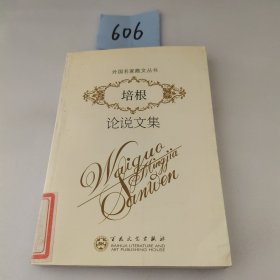 606
外国名家散文丛书
培根
论说文集
Waiguo
Mingjia
Sanwen
百花文艺出版社
BAIHUA LITERATURE AND
ART PUBLISHING HOUSE